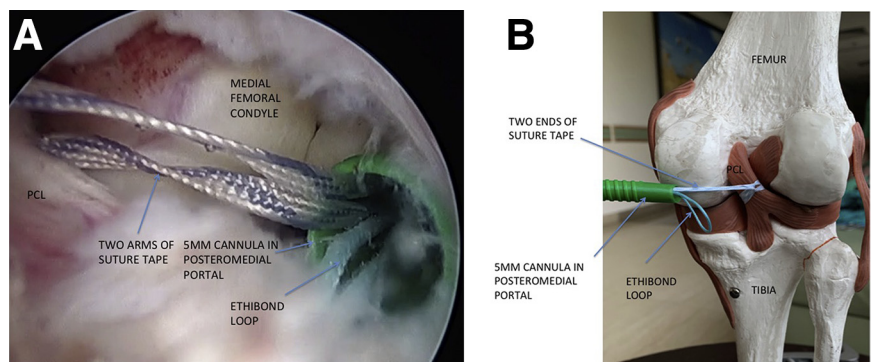 A
MEDIAL
FEMORAL
CONDYLE
PCL
TWO ARMS OF
SUTURE TAPE
5MM CANNULA IN
POSTEROMEDIAL
PORTAL
ETHIBOND
LOOP
B
FEMUR
TWO ENDS OF
SUTURE TAPE
PCL
5MM CANNULA IN
POSTEROMEDIAL
PORTAL
ETHIBOND
LOOP
TIBIA